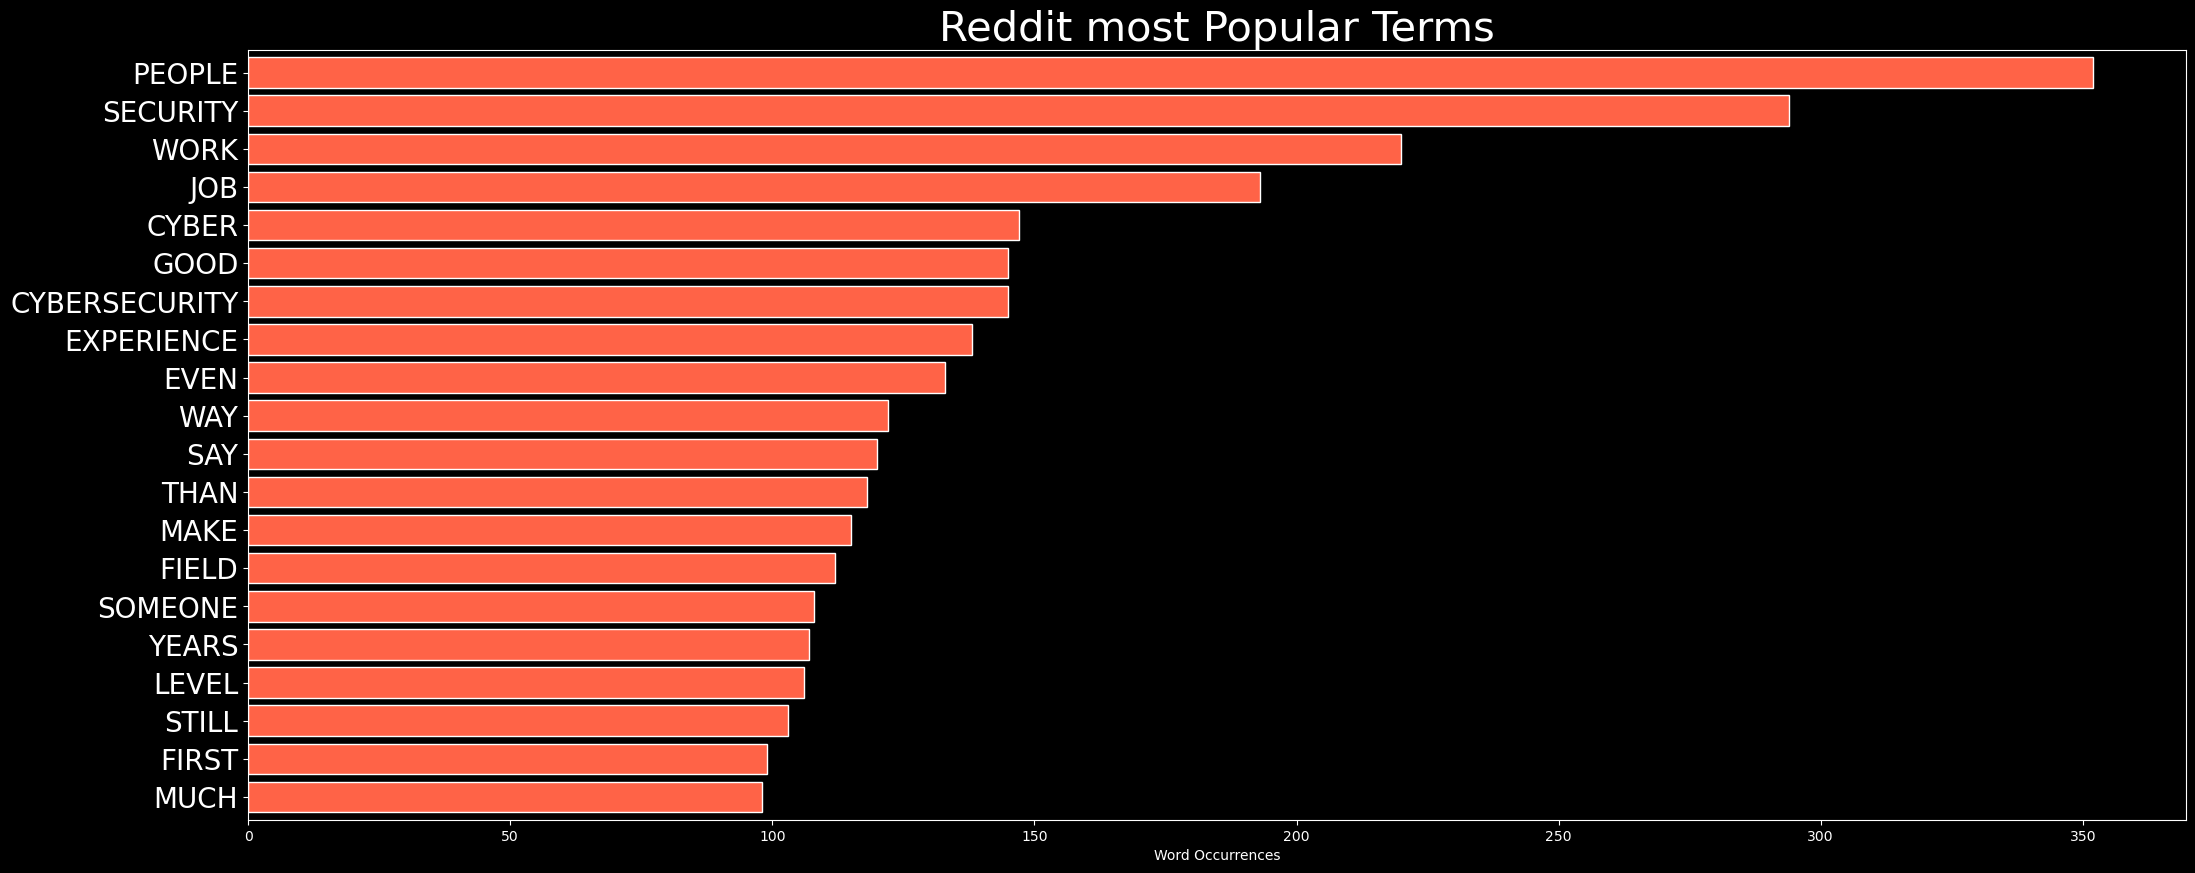 Reddit most Popular Terms
PEOPLE
SECURITY
WORK
JOB
CYBER
GOOD
CYBERSECURITY
EXPERIENCE
EVEN
WAY
SAY
THAN
MAKE
FIELD
SOMEONE
YEARS
LEVEL
STILL
FIRST
MUCH
0 50 100 150 200 250 300 350
Word Occurrences